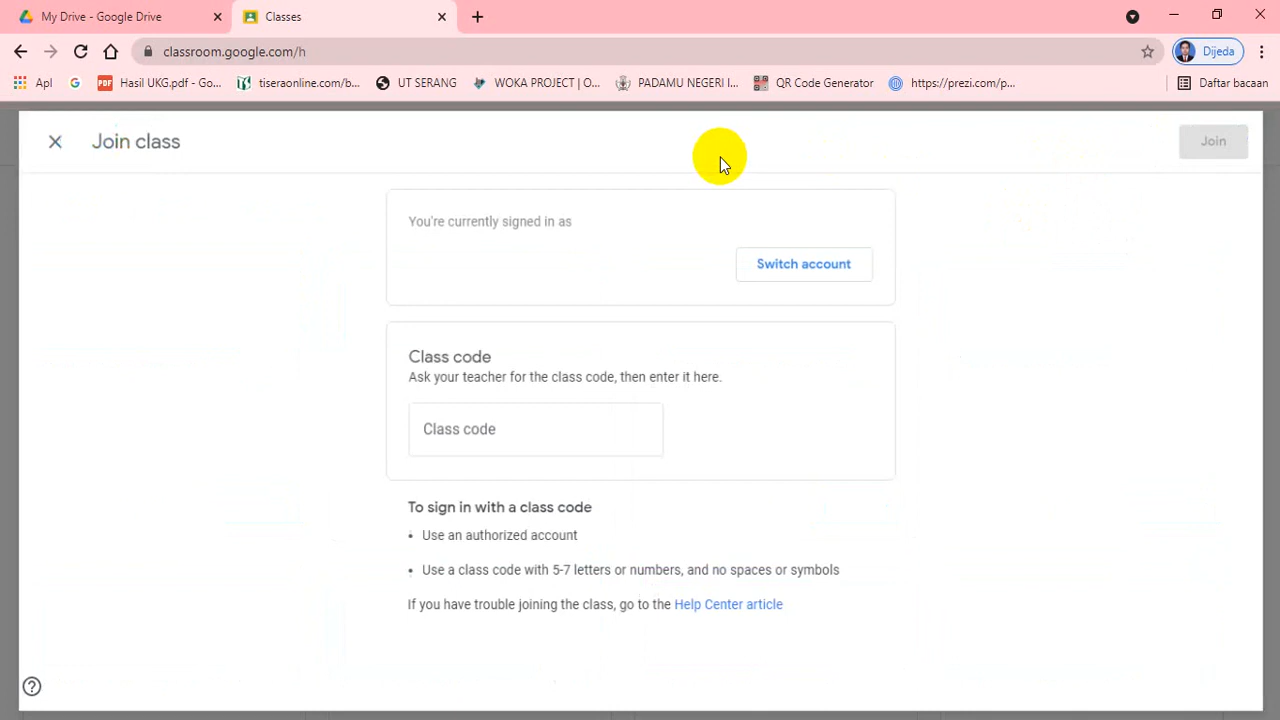 My Drive - Google Drive
Classes
classroom.google.com/h
Dijeda
Apl
PDF
Hasil UKG.pdf - Go...
tiseraonline.com/b...
UT SERANG
WOKA PROJECT | O...
PADAMU NEGERI I...
QR Code Generator
https://prezi.com/p...
Daftar bacaan
Join class
Join
You're currently signed in as
Switch account
Class code
Ask your teacher for the class code, then enter it here.
Class code
To sign in with a class code
• Use an authorized account
• Use a class code with 5-7 letters or numbers, and no spaces or symbols
If you have trouble joining the class, go to the Help Center article